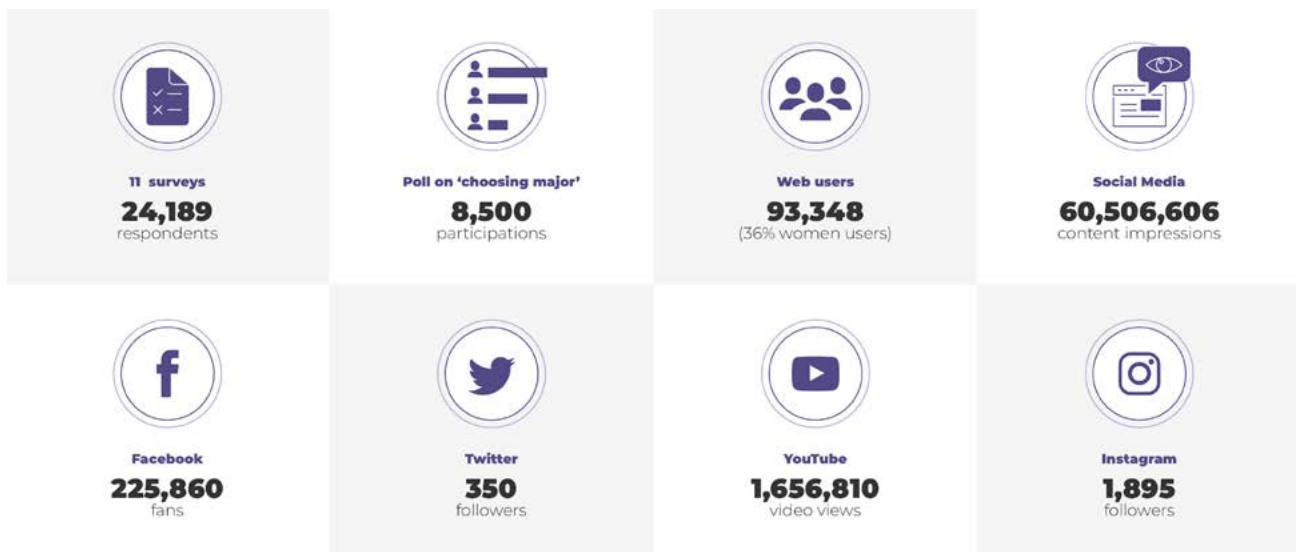 11 surveys
24,189
respondents
Poll on ‘choosing major’
8,500
participations
Web users
93,348
(36% women users)
Social Media
60,506,606
content impressions
Facebook
225,860
fans
Twitter
350
followers
YouTube
1,656,810
video views
Instagram
1,895
followers